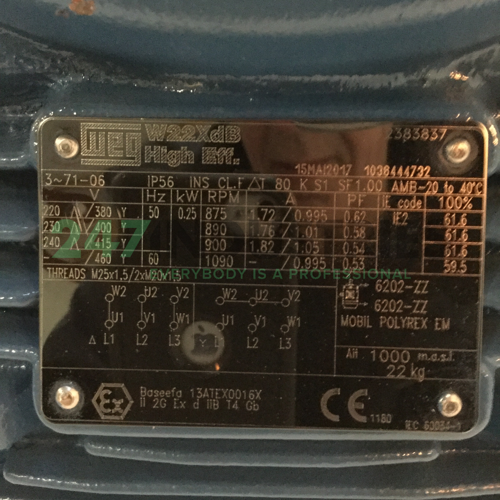 WEG W22XdB 2383837
High Eff.
15MAI2017 1038444732
3~71-06 IP56 INS CL.F ΔT 80 K S1 SF1.00 AMB-20 to 40°C
V Hz kW RPM A PF IE code 100%
220 Δ/380 Y 50 0.25 875 1.72/0.995 0.62 IE2 61.6
230 Δ/400 Y 890 1.76/1.01 0.58 61.6
240 Δ/415 Y 900 1.82/1.05 0.54 61.6
-/460 Y 60 1090 -/0.995 0.53 59.5
247
EVERYBODY IS A PROFESSIONAL
THREADS M25x1,5/2xM20x1,5
W2 U2 V2 W2 U2 V2
U1 V1 W1 U1 V1 W1
Δ L1 L2 L3 Y L1 L2 L3
6202-ZZ
6202-ZZ
MOBIL POLYREX EM
Alt 1000 m.a.s.l.
22 kg
Ex Baseefa 13ATEX0016X
II 2G Ex d IIB T4 Gb
CE 1180
IEC 60034-1